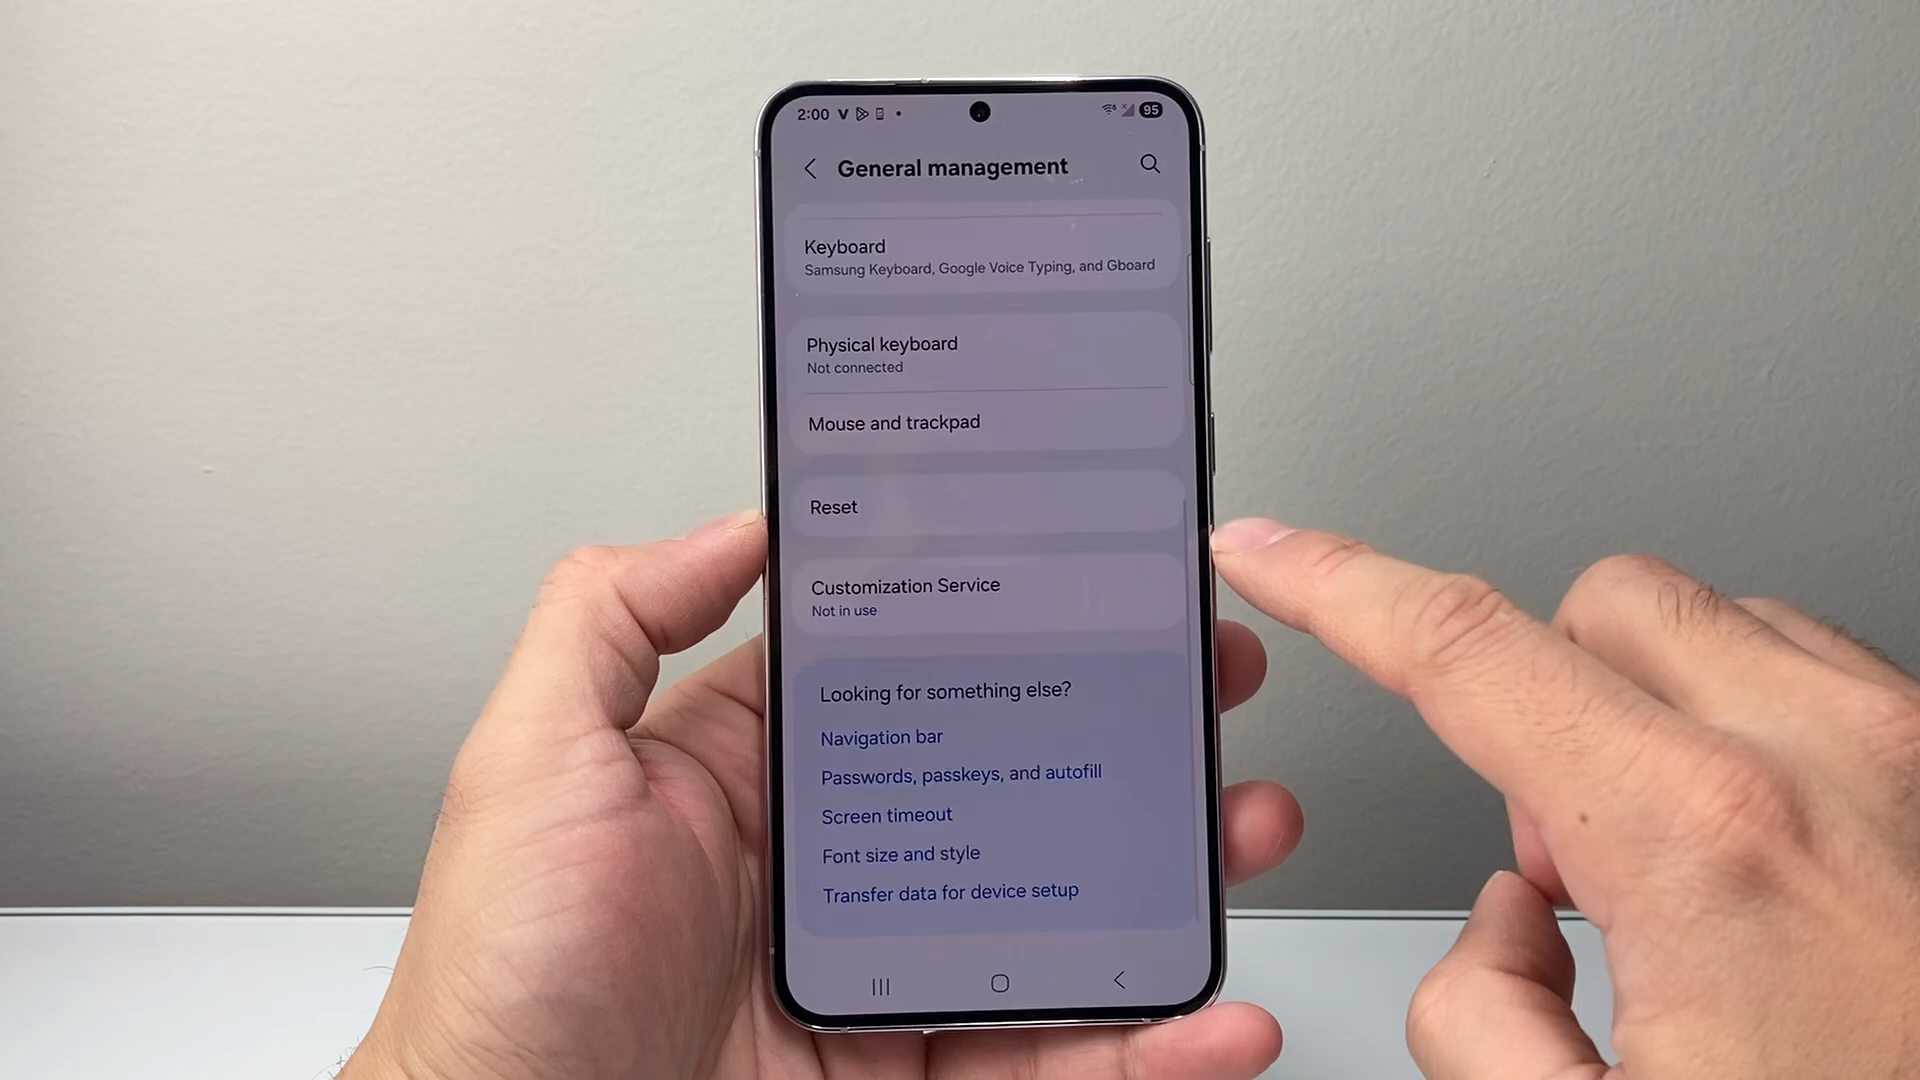 2:00 V 95
General management
Keyboard
Samsung Keyboard, Google Voice Typing, and Gboard
Physical keyboard
Not connected
Mouse and trackpad
Reset
Customization Service
Not in use
Looking for something else?
Navigation bar
Passwords, passkeys, and autofill
Screen timeout
Font size and style
Transfer data for device setup